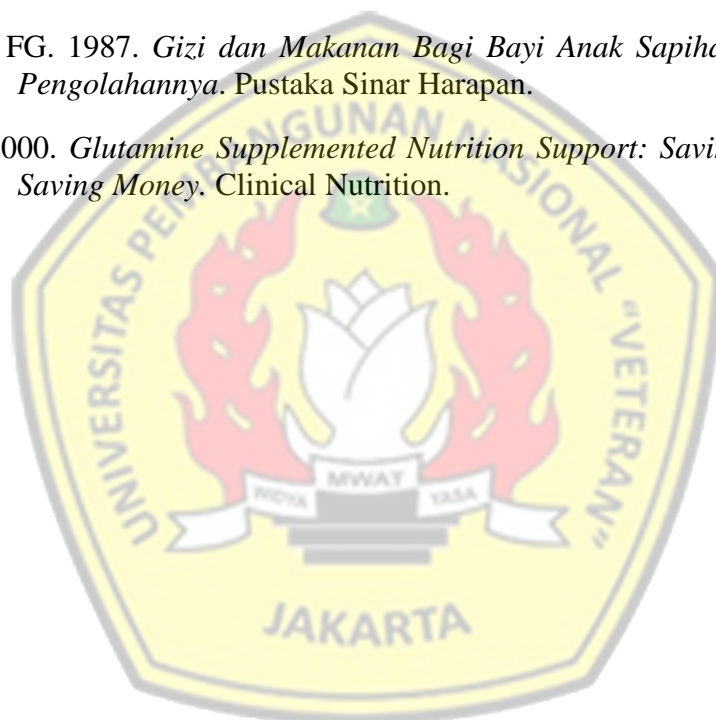 FG. 1987. Gizi dan Makanan Bagi Bayi Anak Sapiha
Pengolahannya. Pustaka Sinar Harapan.
000. Glutamine Supplemented Nutrition Support: Savin
Saving Money. Clinical Nutrition.
UNIVERSITAS PEMBANGUNAN NASIONAL "VETERAN"
WIDYA MWAT YASA
JAKARTA